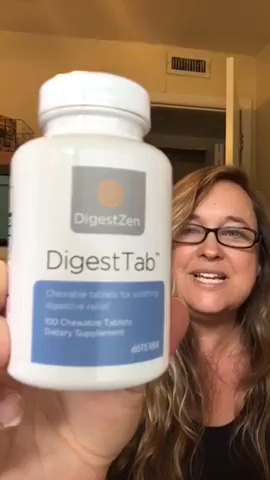 DigestZen
DigestTab™
Chewable tablets for soothing
digestive relief
100 Chewable Tablets
Dietary Supplement
dōTERRA